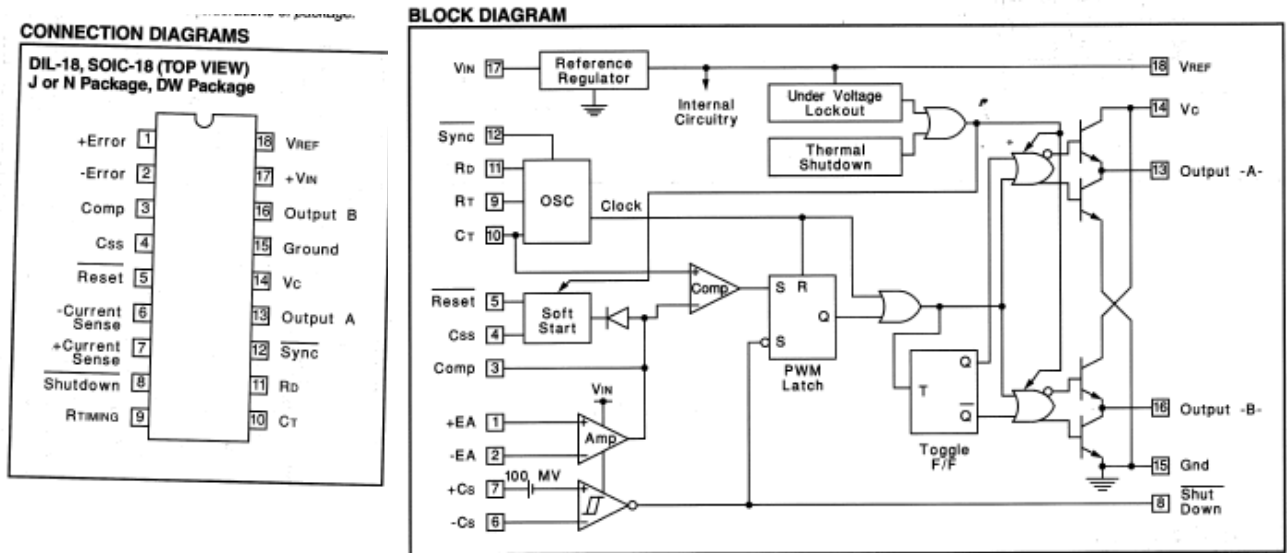 of package.
CONNECTION DIAGRAMS
DIL-18, SOIC-18 (TOP VIEW)
J or N Package, DW Package
+Error 1
-Error 2
Comp 3
Css 4
Reset 5
-Current
Sense 6
+Current
Sense 7
Shutdown 8
RTIMING 9
18 VREF
17 +VIN
16 Output B
15 Ground
14 Vc
13 Output A
12 Sync
11 RD
10 CT
BLOCK DIAGRAM
VIN 17
Reference
Regulator
18 VREF
Internal
Circuitry
Under Voltage
Lockout
Thermal
Shutdown
14 Vc
Sync 12
RD 11
RT 9
CT 10
OSC
Clock
13 Output -A-
+
-
Comp
S R
Q
S
PWM
Latch
Reset 5
Css 4
Soft
Start
Comp 3
VIN
+EA 1
-EA 2
+
-
Amp
+Cs 7
100 MV
-Cs 6
+
-
T
Q
Q
Toggle
F/F
16 Output -B-
15 Gnd
8 Shut
Down